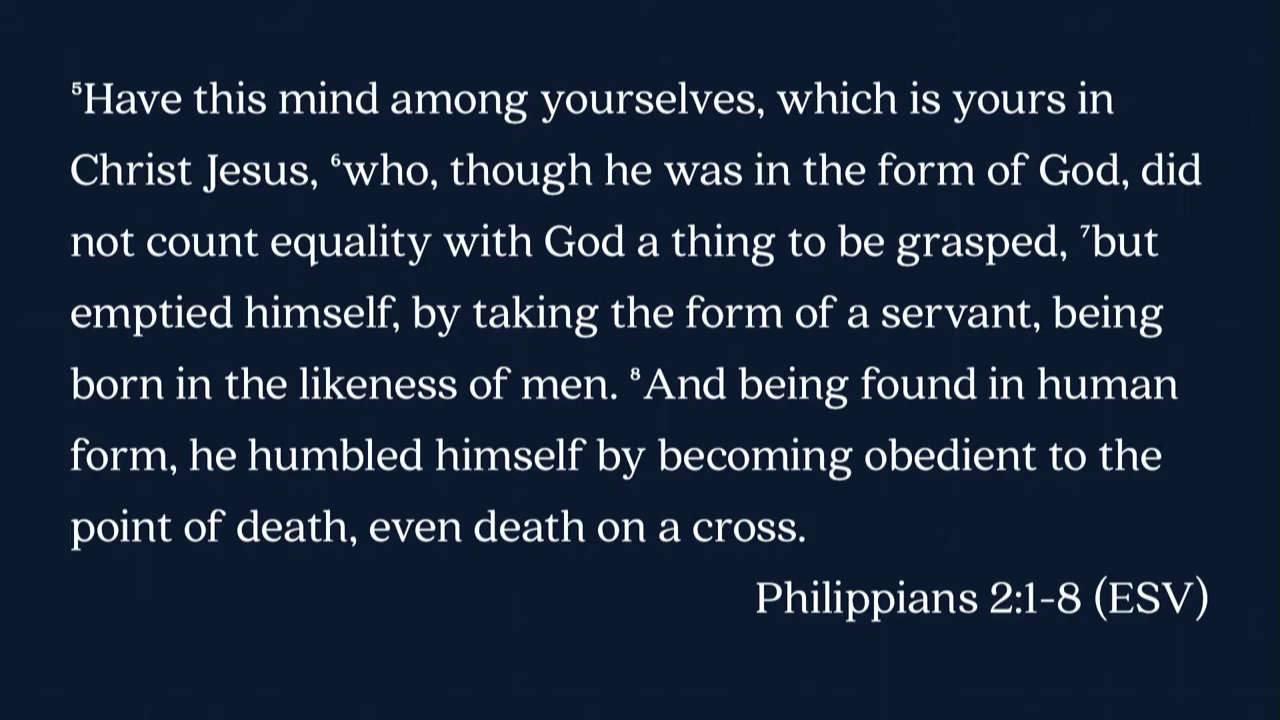 ⁵Have this mind among yourselves, which is yours in
Christ Jesus, ⁶who, though he was in the form of God, did
not count equality with God a thing to be grasped, ⁷but
emptied himself, by taking the form of a servant, being
born in the likeness of men. ⁸And being found in human
form, he humbled himself by becoming obedient to the
point of death, even death on a cross.
Philippians 2:1-8 (ESV)